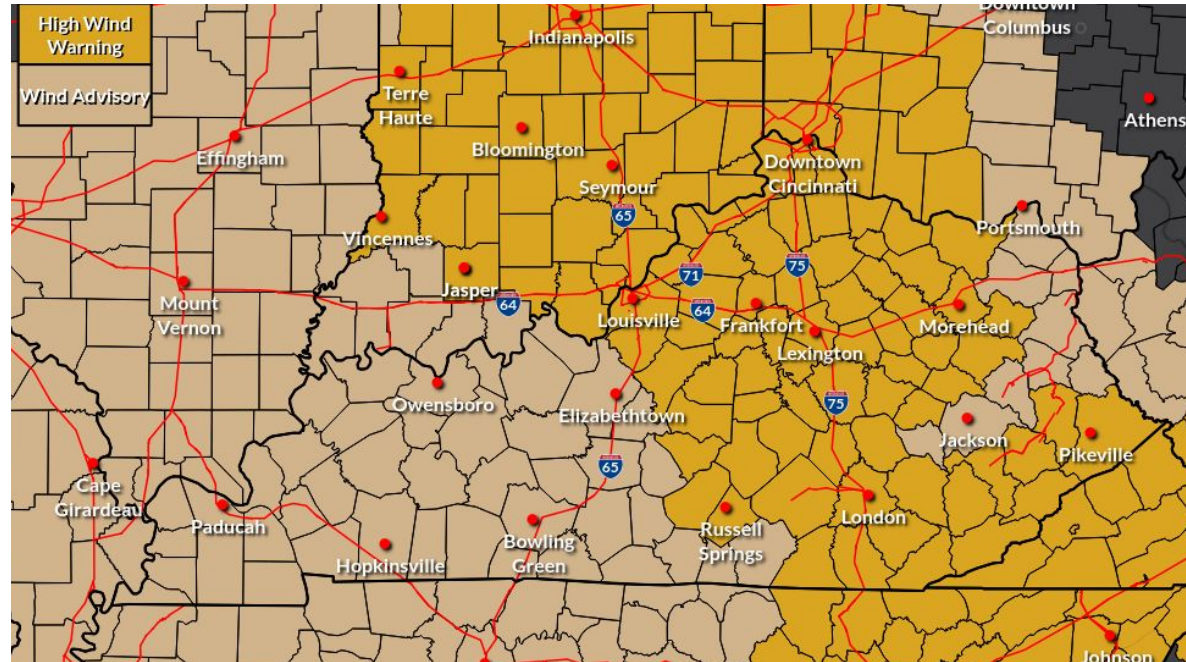 High Wind
Warning
Wind Advisory
Downtown
Columbus
Indianapolis
Terre
Haute
Athens
Effingham
Bloomington
Downtown
Cincinnati
Seymour
65
Vincennes
Portsmouth
71
75
Jasper
64
Mount
Vernon
Louisville
64
Frankfort
Morehead
Lexington
Owensboro
Elizabethtown
75
Jackson
Pikeville
65
Cape
Girardeau
Paducah
Russell
Springs
London
Hopkinsville
Bowling
Green
Johnson